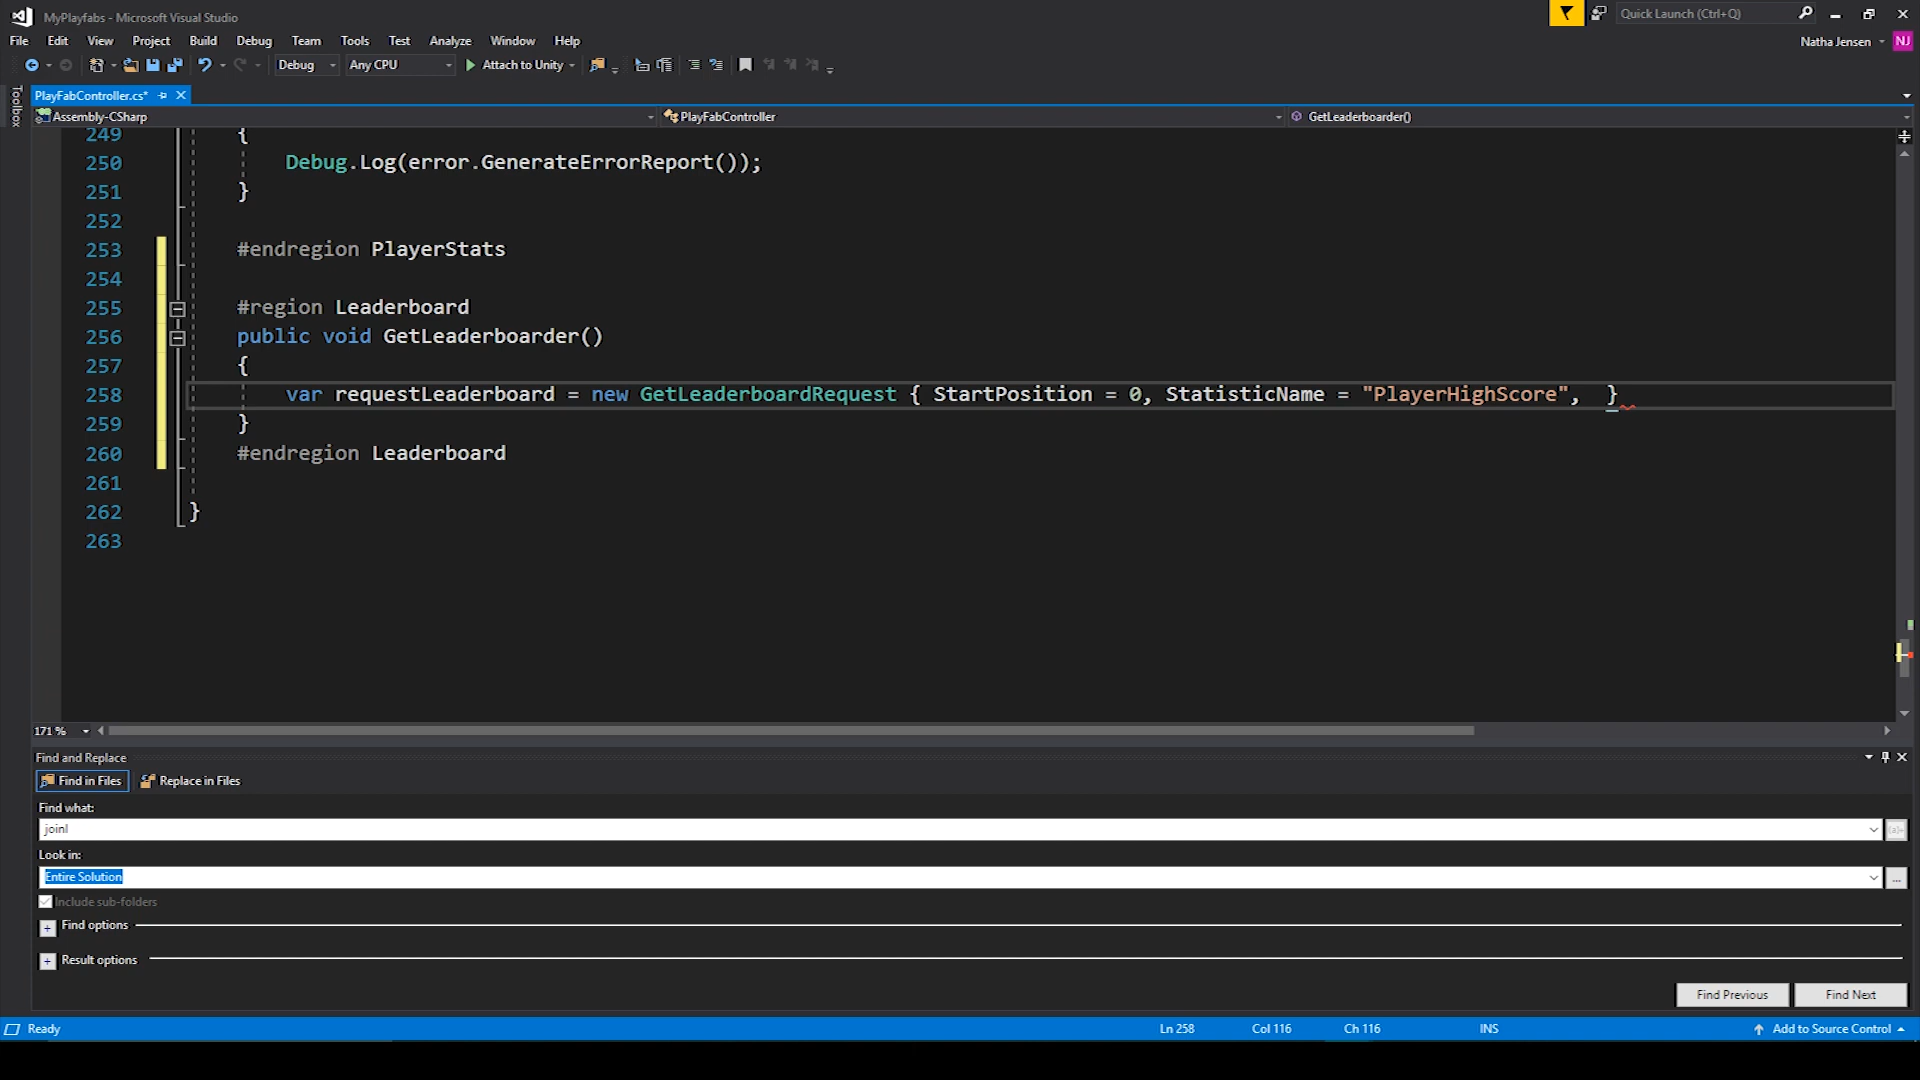 MyPlayfabs - Microsoft Visual Studio
Quick Launch (Ctrl+Q)
File Edit View Project Build Debug Team Tools Test Analyze Window Help
Natha Jensen NJ
Debug Any CPU Attach to Unity
Toolbox
PlayFabController.cs*
Assembly-CSharp PlayFabController GetLeaderboarder()
249 {
250 Debug.Log(error.GenerateErrorReport());
251 }
252
253 #endregion PlayerStats
254
255 #region Leaderboard
256 public void GetLeaderboarder()
257 {
258 var requestLeaderboard = new GetLeaderboardRequest { StartPosition = 0, StatisticName = "PlayerHighScore", }
259 }
260 #endregion Leaderboard
261
262 }
263
171 %
Find and Replace
Find in Files Replace in Files
Find what:
joinl
Look in:
Entire Solution
...
Include sub-folders
Find options
Result options
Find Previous Find Next
Ready Ln 258 Col 116 Ch 116 INS Add to Source Control